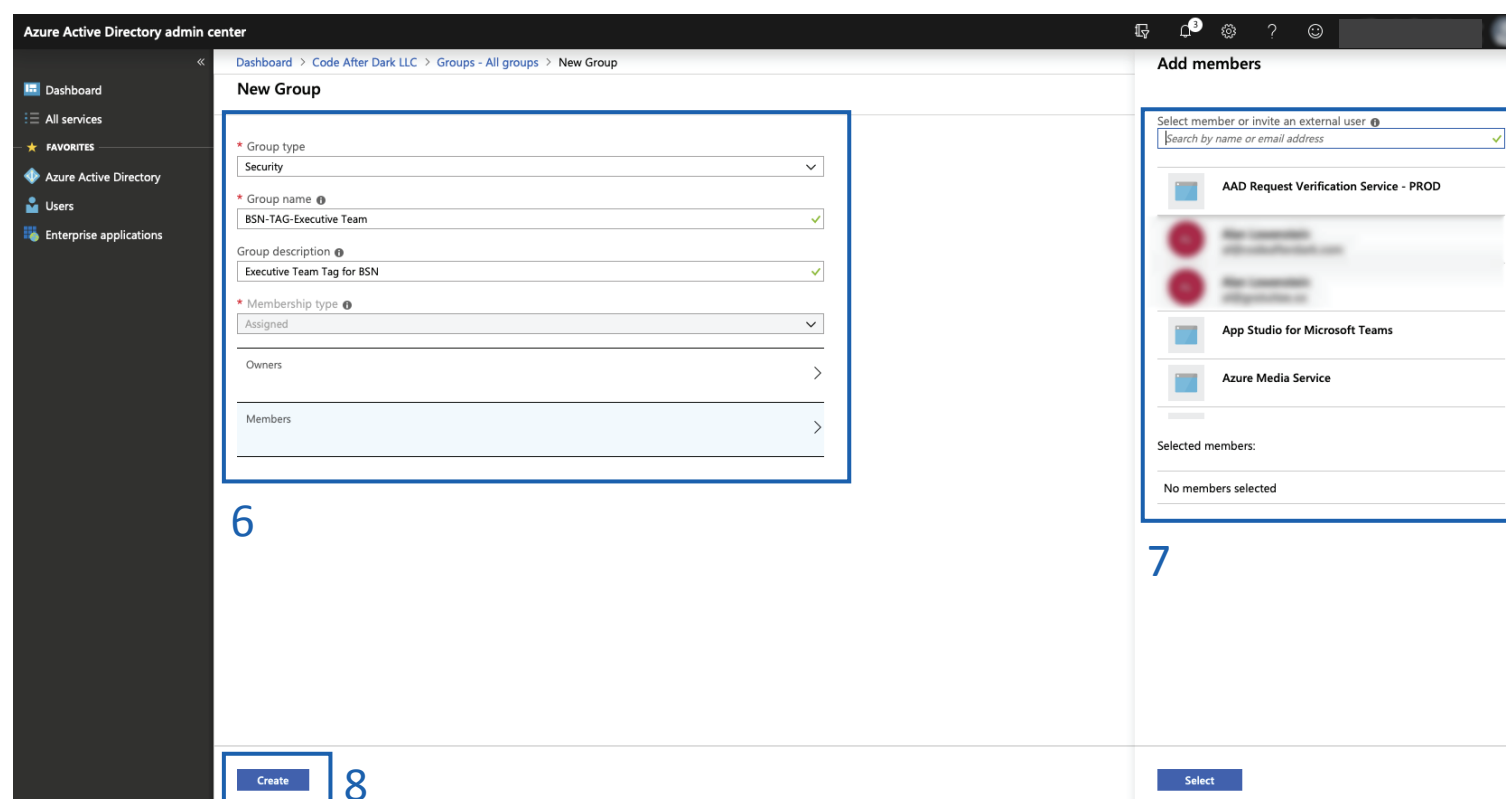 Azure Active Directory admin center
3
«
Dashboard
All services
FAVORITES
Azure Active Directory
Users
Enterprise applications
Dashboard > Code After Dark LLC > Groups - All groups > New Group
New Group
* Group type
Security
* Group name
BSN-TAG-Executive Team
Group description
Executive Team Tag for BSN
* Membership type
Assigned
Owners
Members
6
Create
8
Add members
Select member or invite an external user
Search by name or email address
AAD Request Verification Service - PROD
App Studio for Microsoft Teams
Azure Media Service
Selected members:
No members selected
7
Select